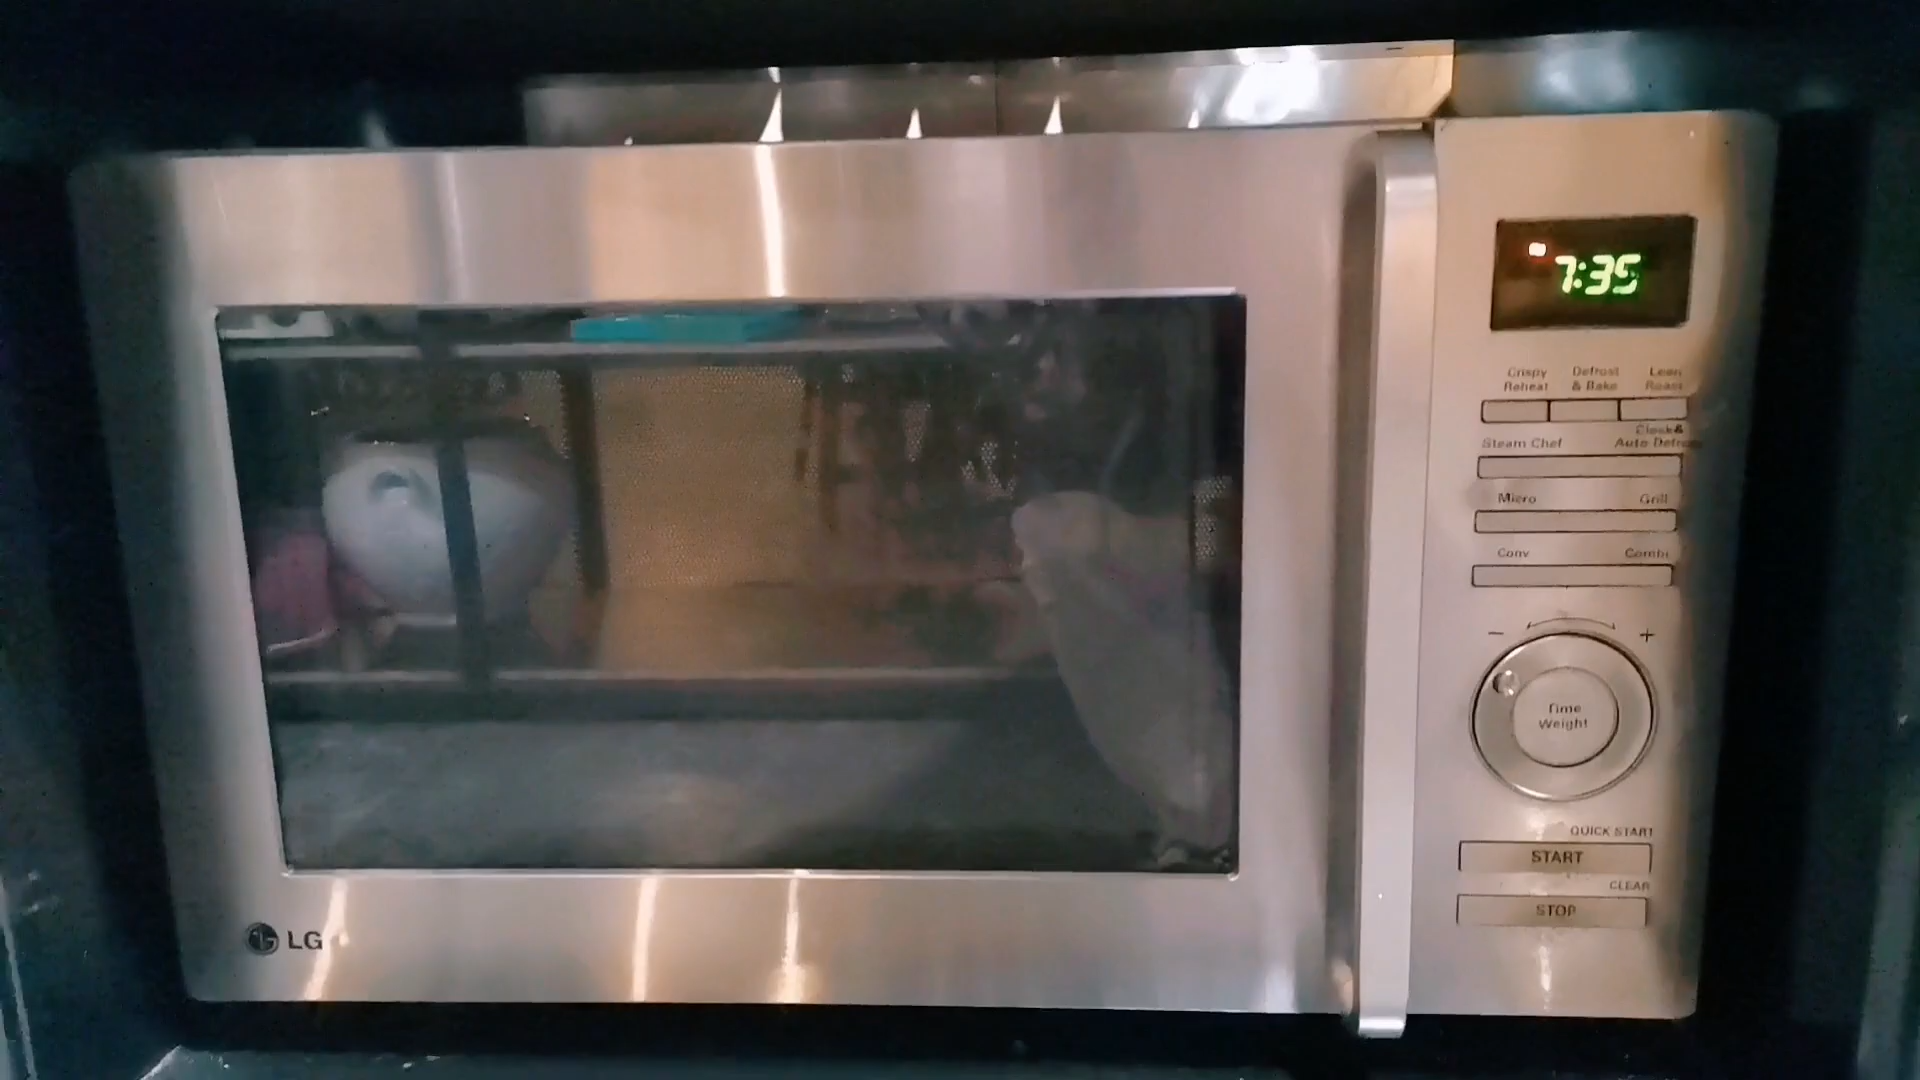 7:35
Crispy Reheat
Defrost & Bake
Lean Roast
Steam Chef
Clock&
Auto Defrost
Micro
Grill
Conv
Combi
− +
Time
Weight
QUICK START
START
CLEAR
STOP
LG